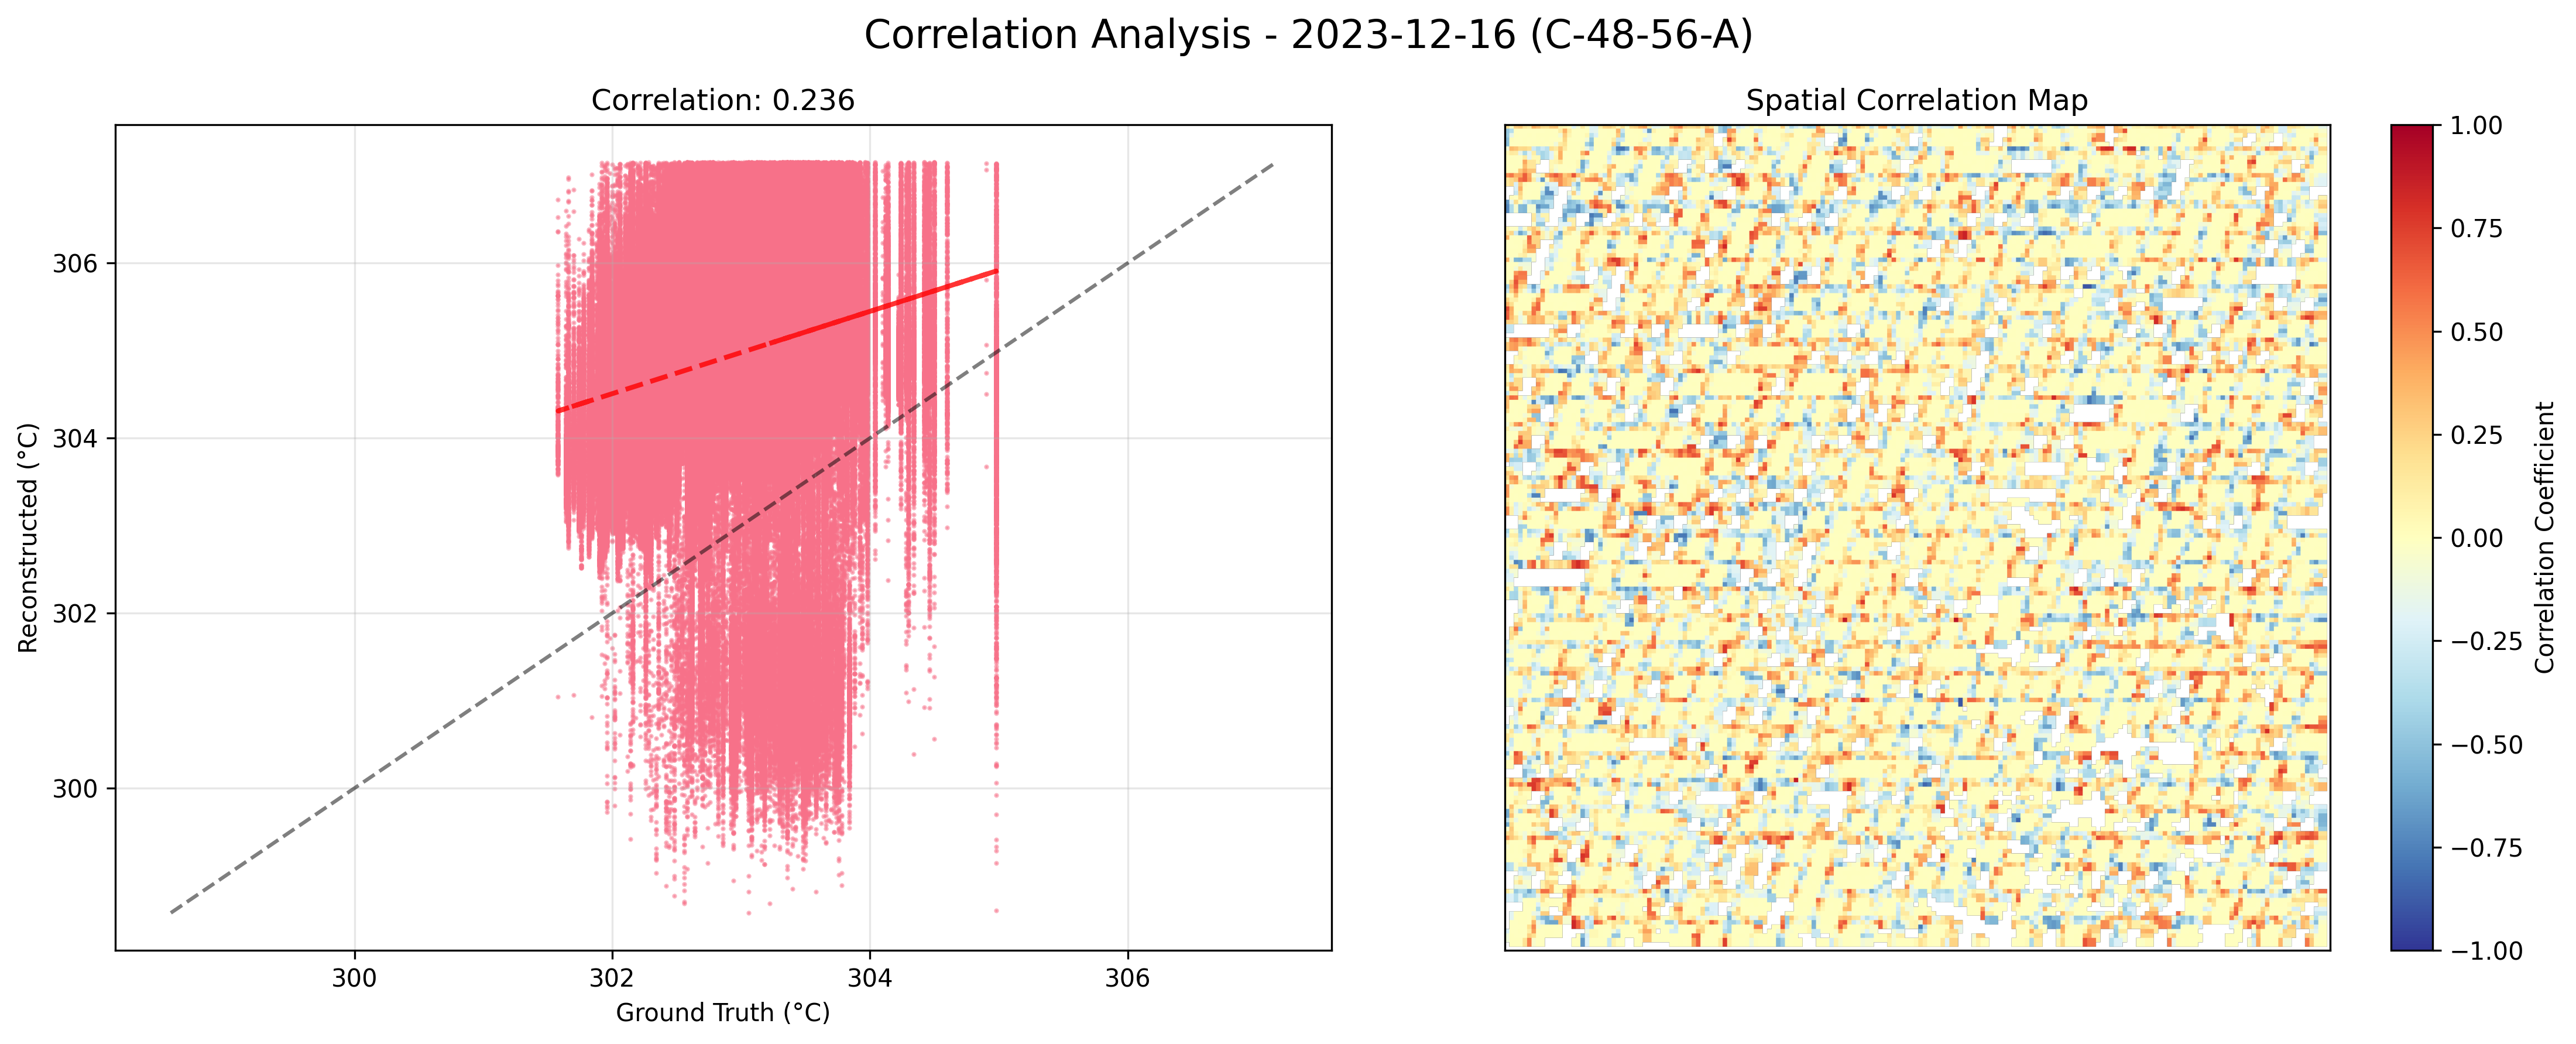 Correlation Analysis - 2023-12-16 (C-48-56-A)
Correlation: 0.236
Reconstructed (°C)
306
304
302
300
300
302
304
306
Ground Truth (°C)
Spatial Correlation Map
1.00
0.75
0.50
0.25
0.00
−0.25
−0.50
−0.75
−1.00
Correlation Coefficient